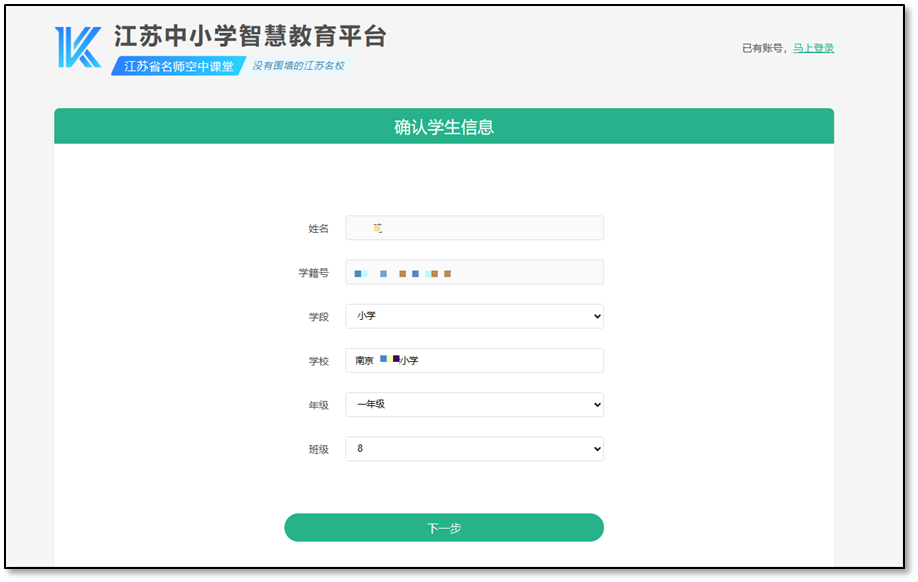 江苏中小学智慧教育平台
江苏省名师空中课堂 没有围墙的江苏名校
已有账号，马上登录
确认学生信息
姓名
学籍号
学段 小学
学校 南京 小学
年级 一年级
班级 8
下一步